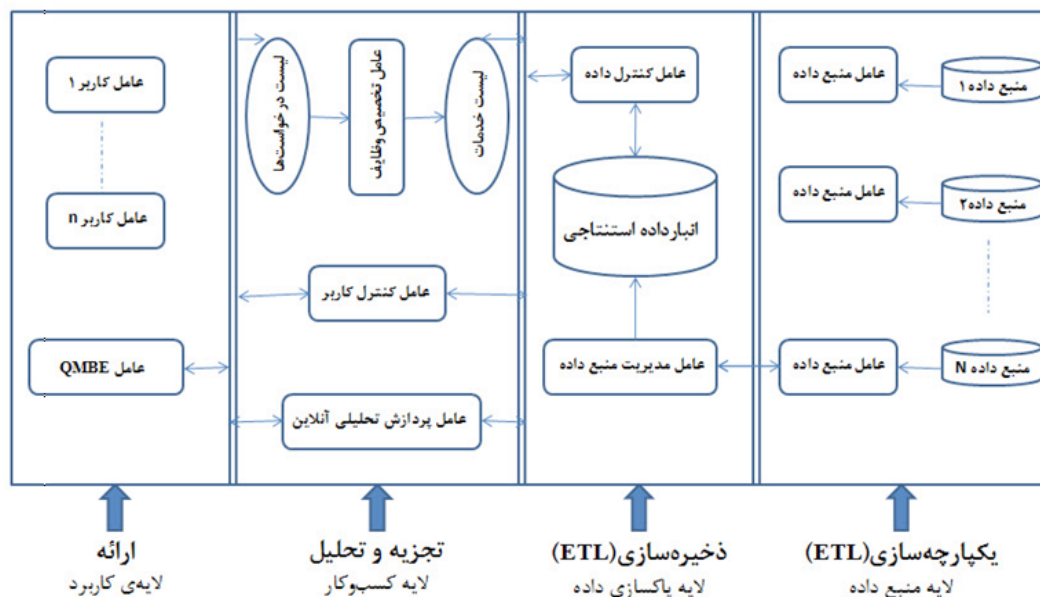 منبع داده۱
عامل منبع داده
منبع داده۲
عامل منبع داده
منبع داده N
عامل منبع داده
عامل کنترل داده
انبارداده استنتاجی
عامل مدیریت منبع داده
لیست درخواست‌ها
عامل تخصیص وظایف
لیست خدمات
عامل کنترل کاربر
عامل پردازش تحلیلی آنلاین
عامل کاربر ۱
عامل کاربر n
عامل QMBE
یکپارچه‌سازی(ETL)
لایه منبع داده
ذخیره‌سازی(ETL)
لایه پاکسازی داده
تجزیه و تحلیل
لایه کسب‌وکار
ارائه
لایه‌ی کاربرد